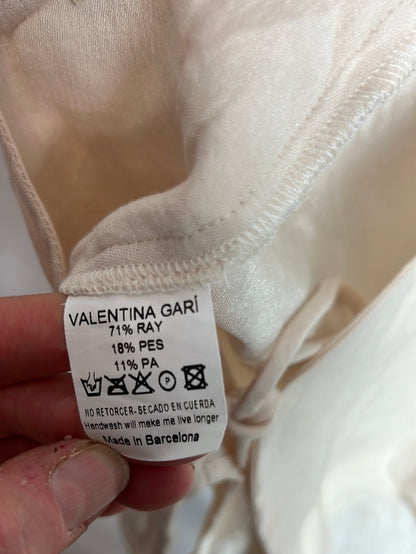 VALENTINA GARÍ
71% RAY
18% PES
11% PA
P
NO RETORCER-SECADO EN CUERDA
Handwash will make me live longer
Made in Barcelona